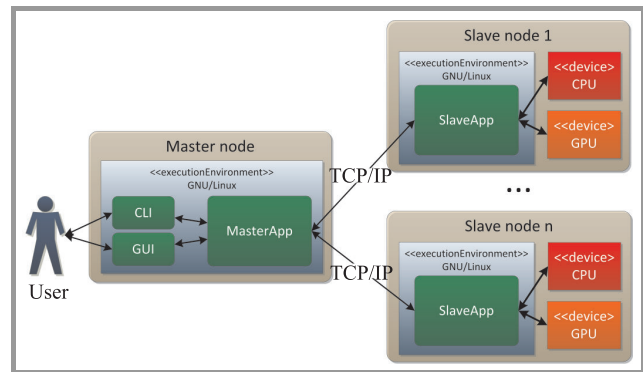 Slave node 1
<<executionEnvironment>>
GNU/Linux
SlaveApp
<<device>
CPU
<<device>
GPU
Master node
<<executionEnvironment>>
GNU/Linux
CLI
GUI
MasterApp
User
TCP/IP
TCP/IP
...
Slave node n
<<executionEnvironment>>
GNU/Linux
SlaveApp
<<device>
CPU
<<device>
GPU